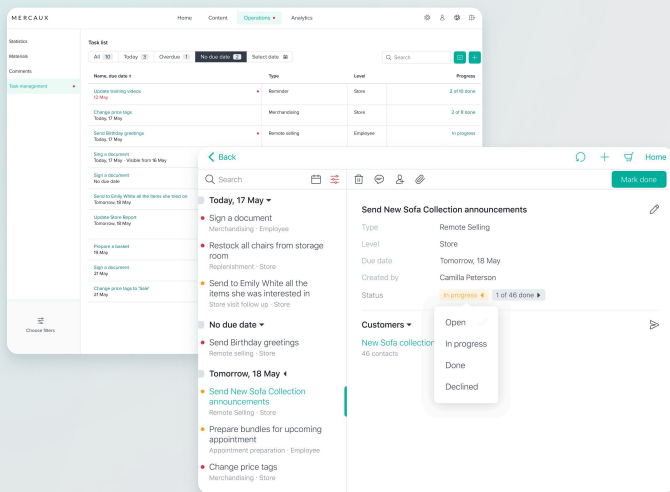 MERCAUX
Home Content Operations Analytics
Statistics
Materials
Comments
Task management
Choose filters
Task list
All 10 Today 3 Overdue 1 No due date 2 Select date
Search
Name, due date Type Level Progress
Update training videos Reminder Store 2 of 10 done
12 May
Change price tags Merchandising Store 2 of 8 done
Today, 17 May
Send Birthday greetings Remote selling Employee In progress
Today, 17 May
Sing a document
Today, 17 May - Visible from 16 May
Sign a document
No due date
Send to Emily White all the items she tried on
Tomorrow, 18 May
Update Store Report
Tomorrow, 18 May
Prepare a basket
19 May
Sign a document
21 May
Change price tags to 'Sale'
21 May
Back
Home
Search
Mark done
Today, 17 May
Sign a document
Merchandising · Employee
Restock all chairs from storage
room
Replenishment · Store
Send to Emily White all the
items she was interested in
Store visit follow up · Store
No due date
Send Birthday greetings
Remote selling · Store
Tomorrow, 18 May
Send New Sofa Collection
announcements
Remote Selling · Store
Prepare bundles for upcoming
appointment
Appointment preparation · Employee
Change price tags
Merchandising · Store
Send New Sofa Collection announcements
Type Remote Selling
Level Store
Due date Tomorrow, 18 May
Created by Camilla Peterson
Status In progress 1 of 46 done
Customers
New Sofa collection
46 contacts
Open
In progress
Done
Declined